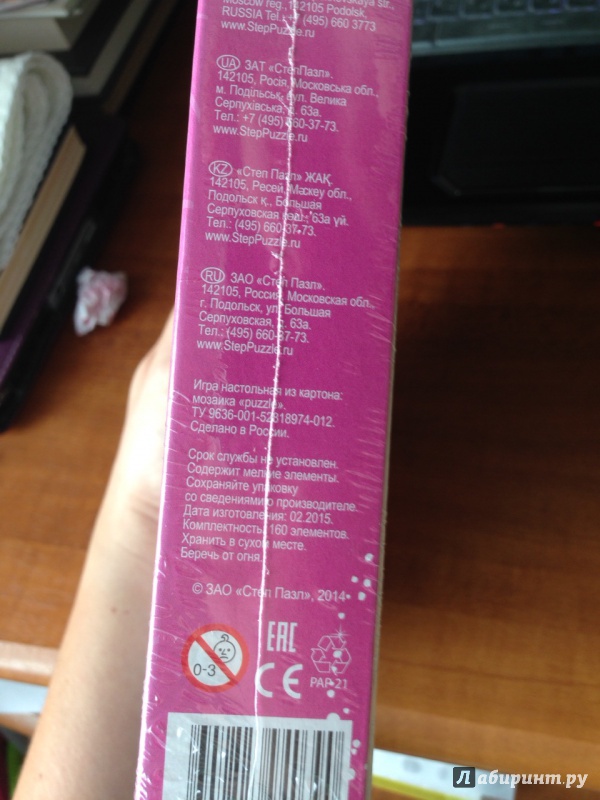 Moscow reg. 142105 Podolsk,
RUSSIA Tel.: +7 (495) 660 3773
www.StepPuzzle.ru
UA ЗАТ «СтепПазл».
142105, Росія, Московська обл.,
м. Подільськ, вул. Велика
Серпухівська, д. 63а.
Тел.: +7 (495) 660-37-73.
www.StepPuzzle.ru
KZ «Степ Пазл» ЖАҚ.
142105, Ресей, Мәскеу обл.,
Подольск қ., Большая
Серпуховская көш., 63а үй.
Тел.: (495) 660-37-73.
www.StepPuzzle.ru
RU ЗАО «Степ Пазл».
142105, Россия, Московская обл.,
г. Подольск, ул. Большая
Серпуховская, д. 63а.
Тел.: (495) 660-37-73.
www.StepPuzzle.ru
Игра настольная из картона:
мозаика «puzzle».
ТУ 9636-001-52818974-012.
Сделано в России.
Срок службы не установлен.
Содержит мелкие элементы.
Сохраняйте упаковку
со сведениями о производителе.
Дата изготовления: 02.2015.
Комплектность: 160 элементов.
Хранить в сухом месте.
Беречь от огня.
© ЗАО «Степ Пазл», 2014
0-3
EAC
CE
PAP 21
Лабиринт.ру